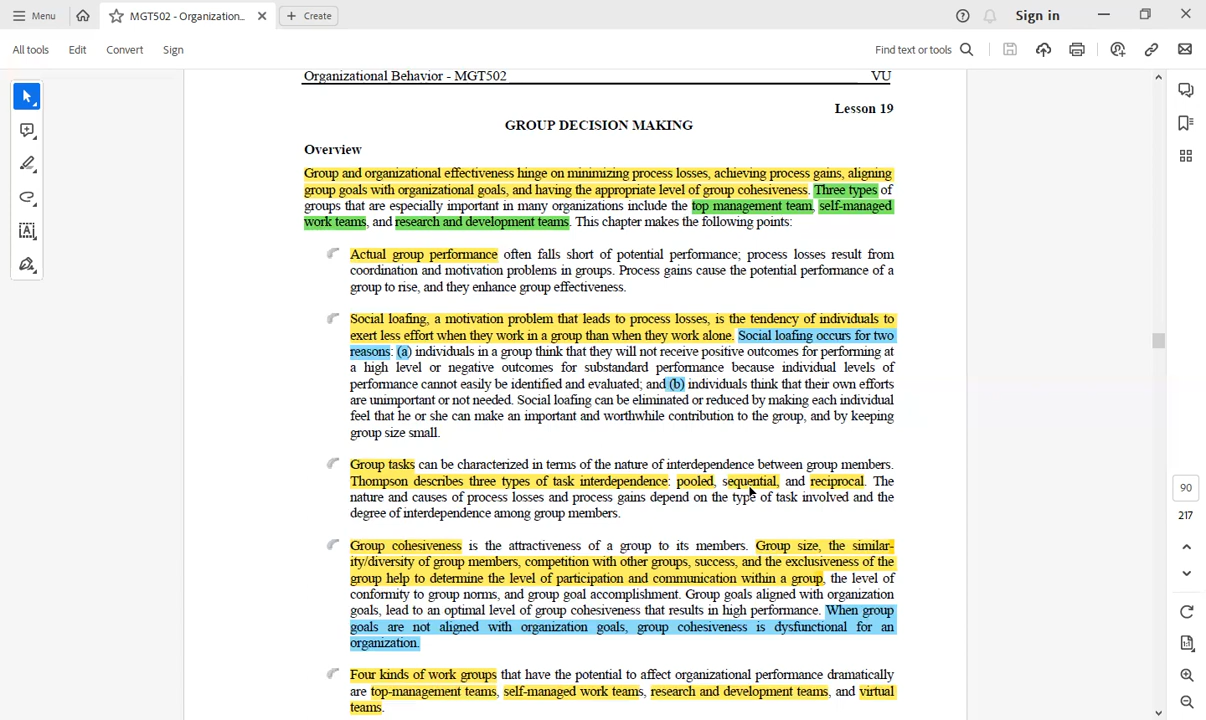 Menu MGT502 - Organization... Create Sign in
All tools Edit Convert Sign Find text or tools
Organizational Behavior - MGT502 VU
Lesson 19
GROUP DECISION MAKING
Overview
Group and organizational effectiveness hinge on minimizing process losses, achieving process gains, aligning
group goals with organizational goals, and having the appropriate level of group cohesiveness. Three types of
groups that are especially important in many organizations include the top management team, self-managed
work teams, and research and development teams. This chapter makes the following points:
Actual group performance often falls short of potential performance; process losses result from
coordination and motivation problems in groups. Process gains cause the potential performance of a
group to rise, and they enhance group effectiveness.
Social loafing, a motivation problem that leads to process losses, is the tendency of individuals to
exert less effort when they work in a group than when they work alone. Social loafing occurs for two
reasons: (a) individuals in a group think that they will not receive positive outcomes for performing at
a high level or negative outcomes for substandard performance because individual levels of
performance cannot easily be identified and evaluated; and (b) individuals think that their own efforts
are unimportant or not needed. Social loafing can be eliminated or reduced by making each individual
feel that he or she can make an important and worthwhile contribution to the group, and by keeping
group size small.
Group tasks can be characterized in terms of the nature of interdependence between group members.
Thompson describes three types of task interdependence: pooled, sequential, and reciprocal. The
nature and causes of process losses and process gains depend on the type of task involved and the
degree of interdependence among group members.
Group cohesiveness is the attractiveness of a group to its members. Group size, the similar-
ity/diversity of group members, competition with other groups, success, and the exclusiveness of the
group help to determine the level of participation and communication within a group, the level of
conformity to group norms, and group goal accomplishment. Group goals aligned with organization
goals, lead to an optimal level of group cohesiveness that results in high performance. When group
goals are not aligned with organization goals, group cohesiveness is dysfunctional for an
organization.
Four kinds of work groups that have the potential to affect organizational performance dramatically
are top-management teams, self-managed work teams, research and development teams, and virtual
teams.
90
217